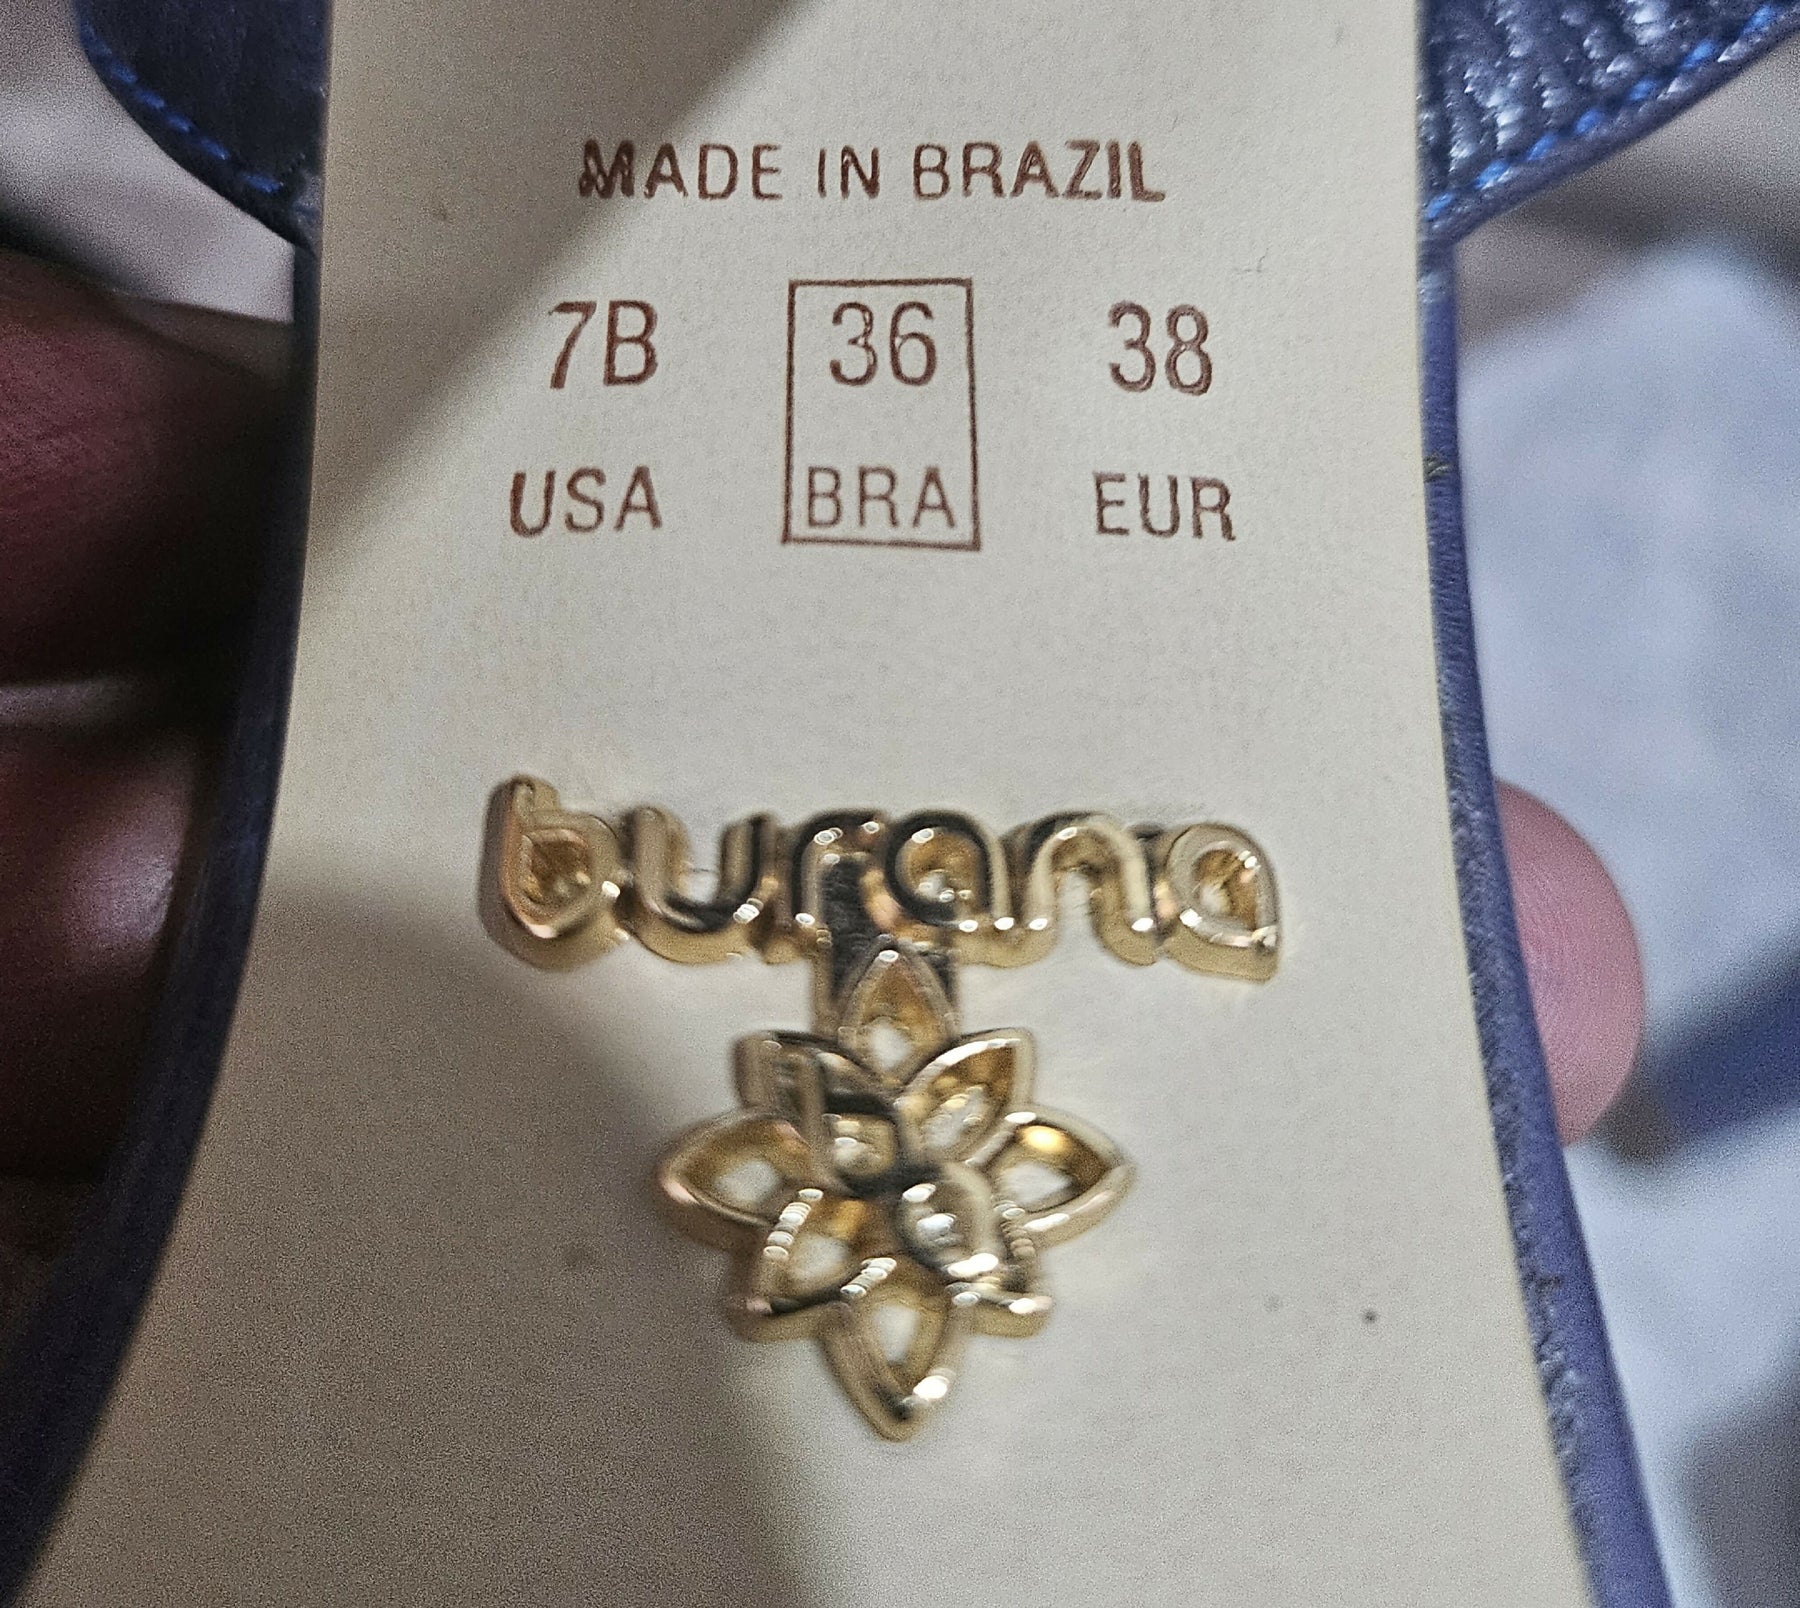 MADE IN BRAZIL
7B 36 38
USA BRA EUR
burana